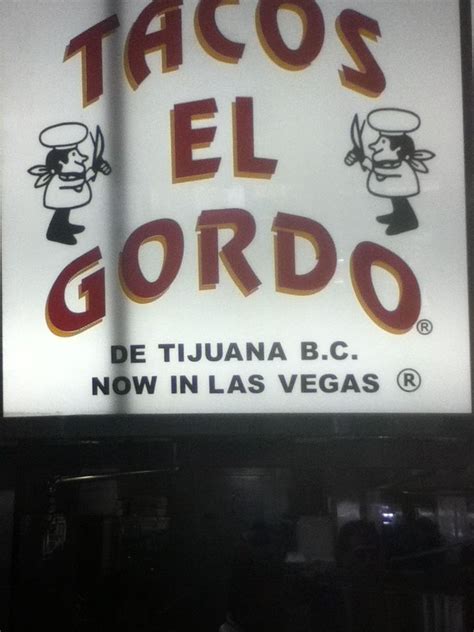 TACOS
EL
GORDO®
DE TIJUANA B.C.
NOW IN LAS VEGAS ®